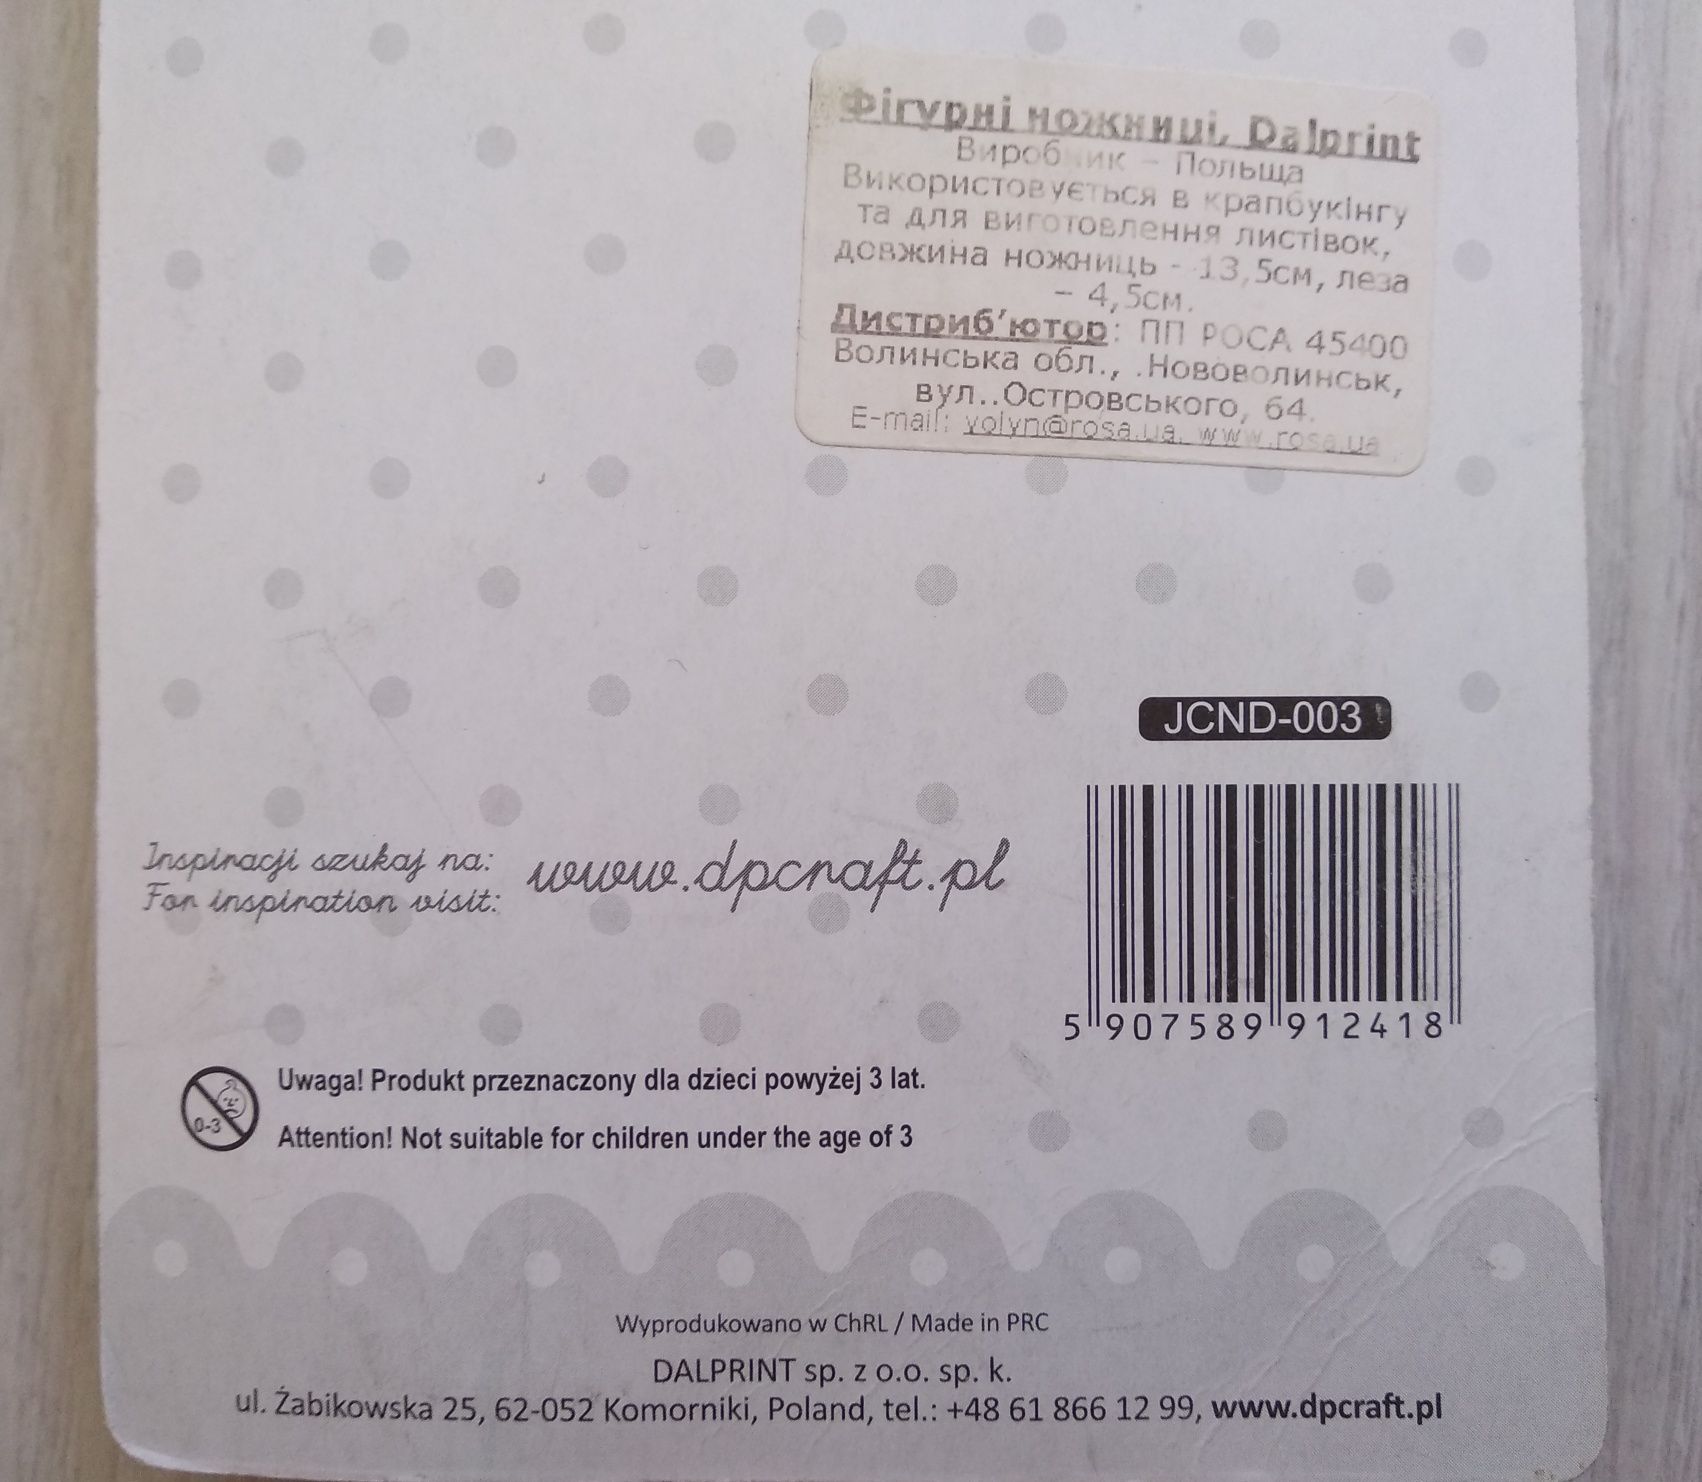 Фігурні ножниці, Dalprint
Виробник – Польща
Використовується в крапбукінгу
та для виготовлення листівок,
довжина ножниць - 13,5см, леза
– 4,5см.
Дистриб'ютор: ПП РОСА 45400
Волинська обл., .Нововолинськ,
вул..Островського, 64.
E-mail: volyn@rosa.ua, www.rosa.ua
JCND-003
Inspiracji szukaj na:
For inspiration visit:
www.dpcraft.pl
5 907589 912418
0-3
Uwaga! Produkt przeznaczony dla dzieci powyżej 3 lat.
Attention! Not suitable for children under the age of 3
Wyprodukowano w ChRL / Made in PRC
DALPRINT sp. z o.o. sp. k.
ul. Żabikowska 25, 62-052 Komorniki, Poland, tel.: +48 61 866 12 99, www.dpcraft.pl